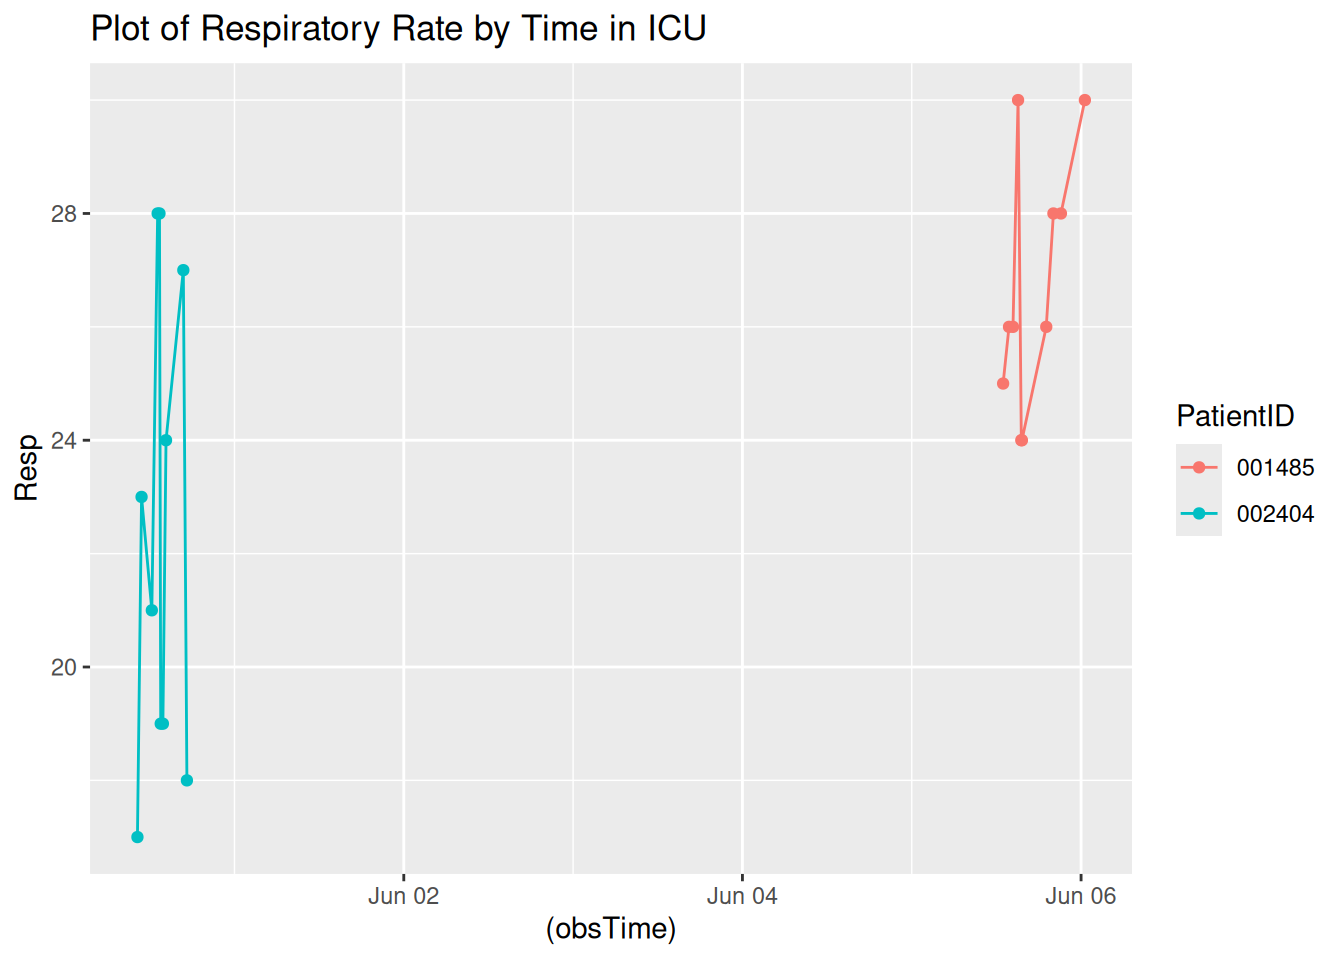 Plot of Respiratory Rate by Time in ICU
28
24
20
Resp
Jun 02
Jun 04
Jun 06
(obsTime)
PatientID
001485
002404